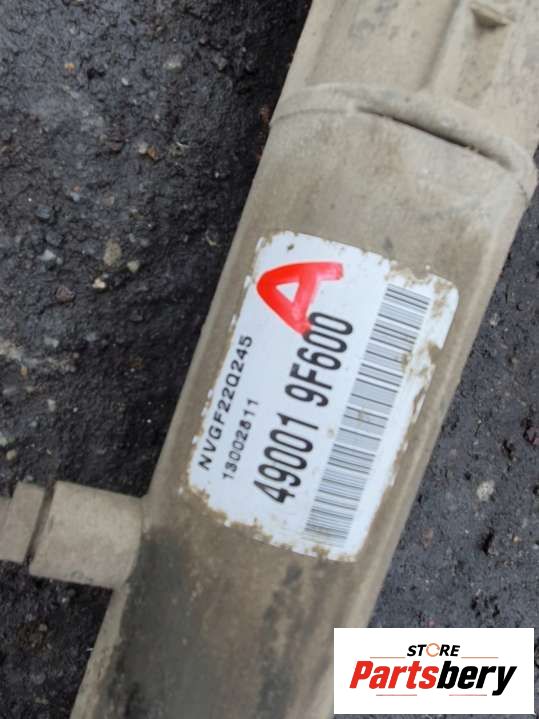 A
NVGF22Q245
13002811
49001 9F600
STORE
Partsbery